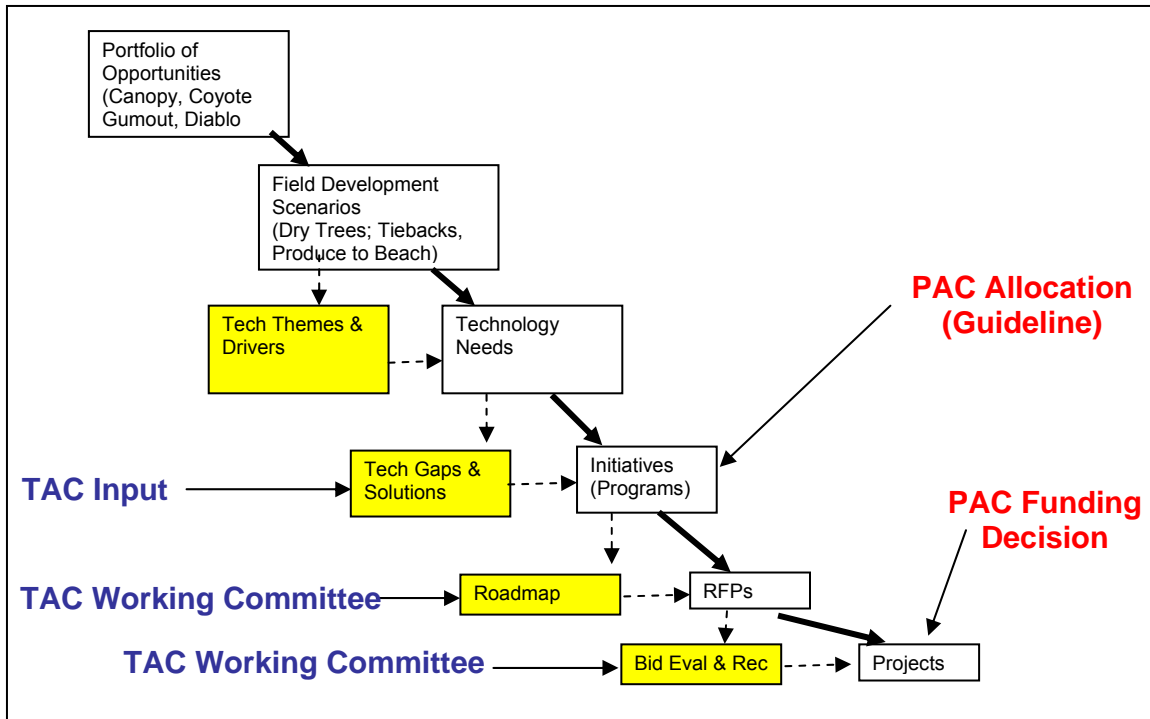 Portfolio of
Opportunities
(Canopy, Coyote
Gumout, Diablo
Field Development
Scenarios
(Dry Trees; Tiebacks,
Produce to Beach)
PAC Allocation
(Guideline)
Tech Themes &
Drivers
Technology
Needs
TAC Input
Tech Gaps &
Solutions
Initiatives
(Programs)
PAC Funding
Decision
TAC Working Committee
Roadmap
RFPs
TAC Working Committee
Bid Eval & Rec
Projects